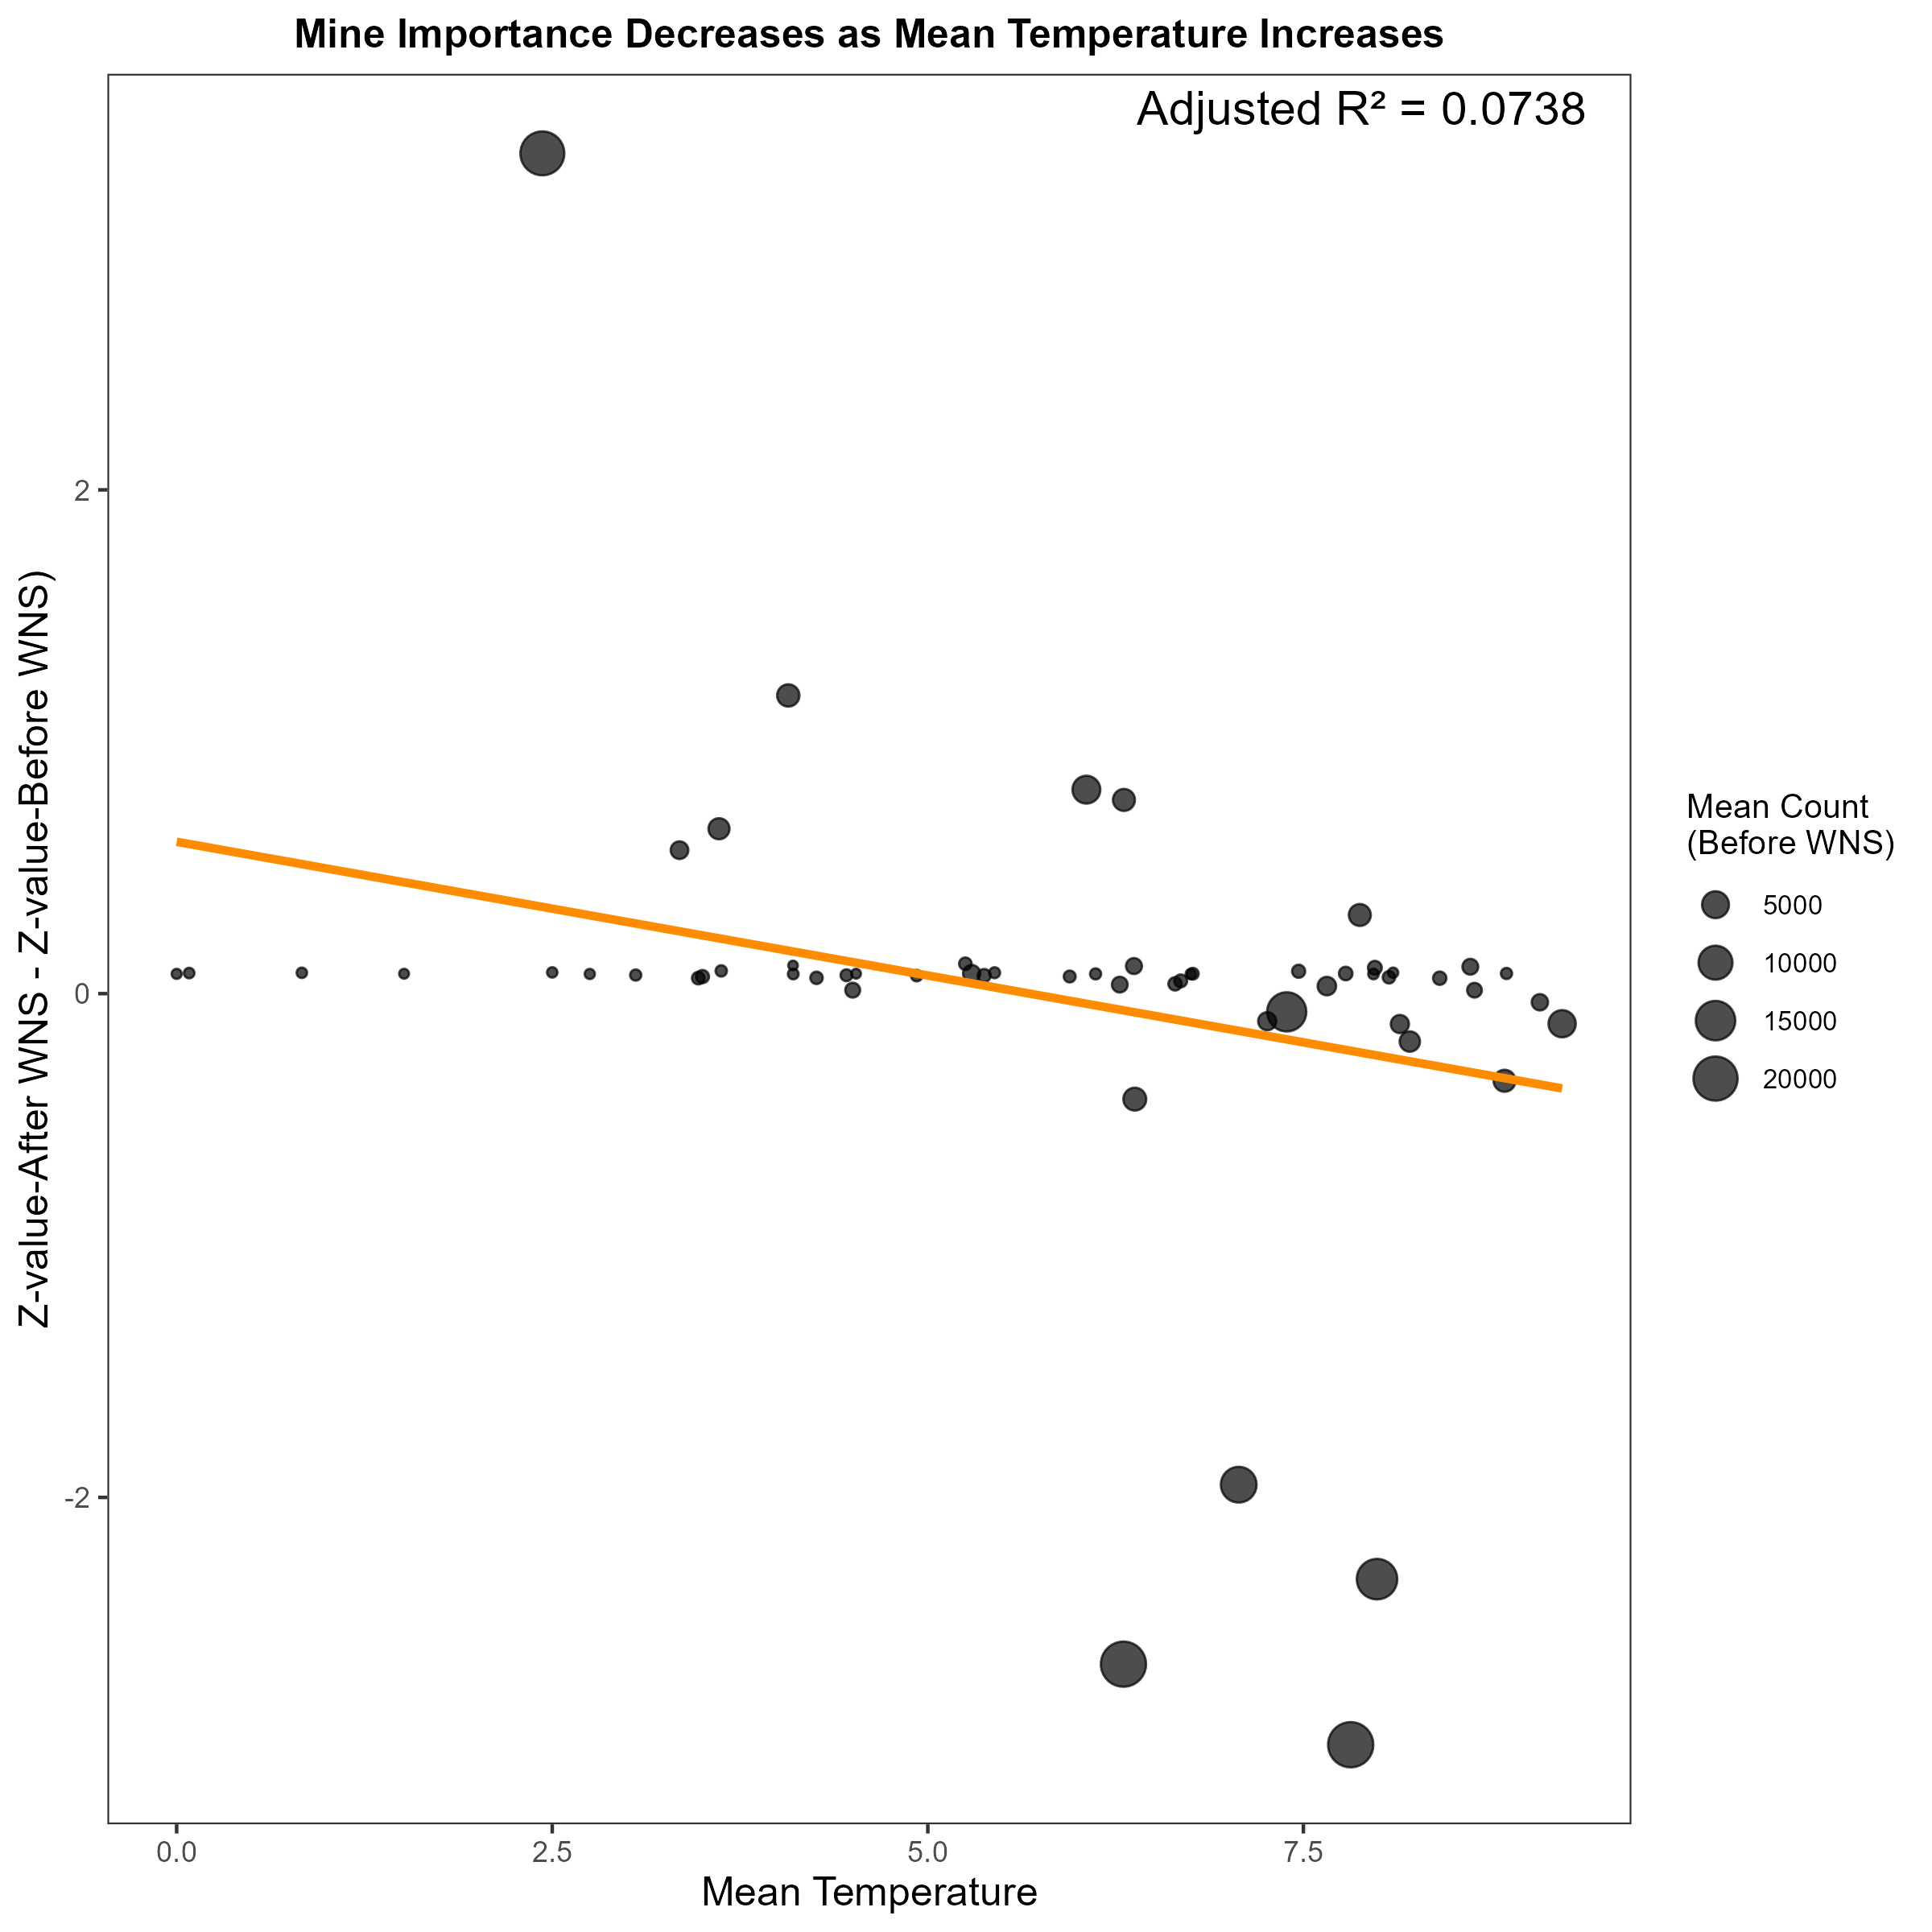 Mine Importance Decreases as Mean Temperature Increases
Adjusted R² = 0.0738
Z-value-After WNS - Z-value-Before WNS)
2
0
-2
0.0
2.5
5.0
7.5
Mean Temperature
Mean Count
(Before WNS)
5000
10000
15000
20000